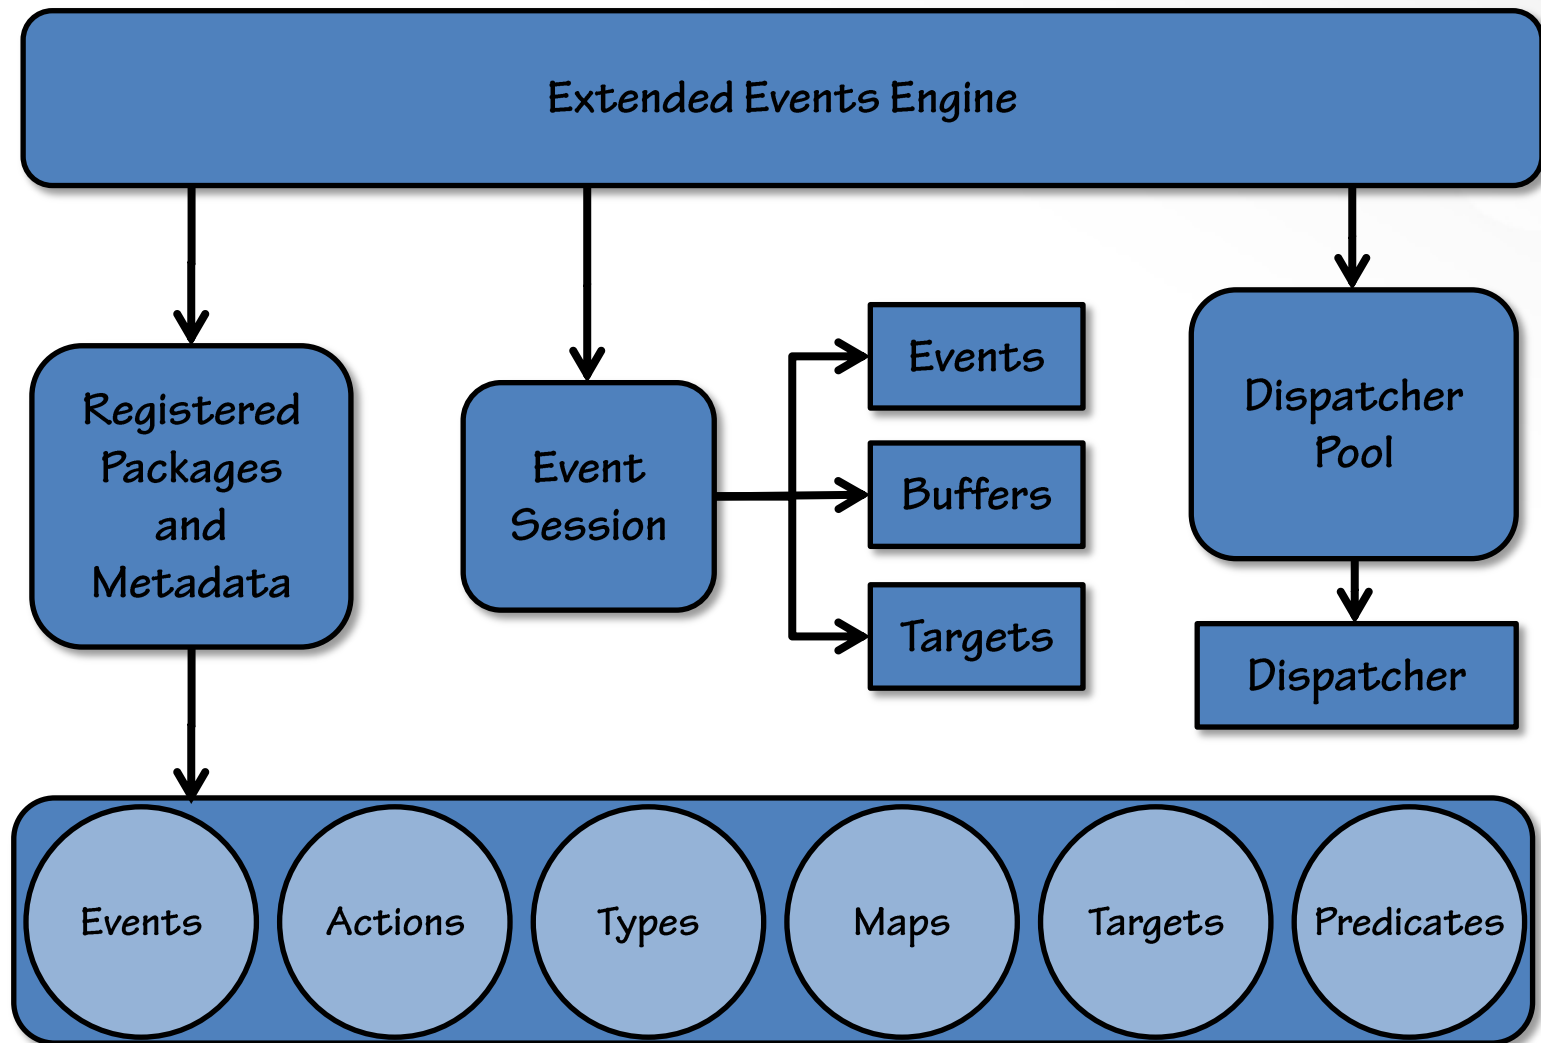 Extended Events Engine
Registered
Packages
and
Metadata
Event
Session
Events
Buffers
Targets
Dispatcher
Pool
Dispatcher
Events
Actions
Types
Maps
Targets
Predicates